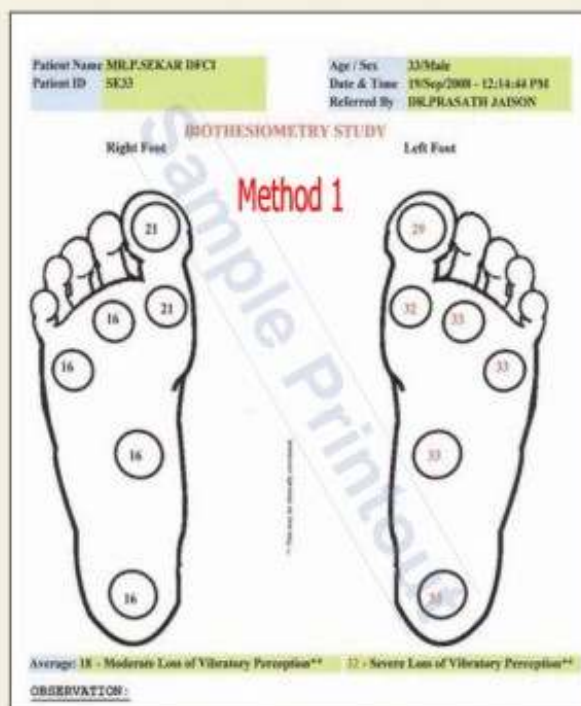 Patient Name MR.P.SEKAR DFCI
Patient ID SE33
Age / Sex 33/Male
Date & Time 19/Sep/2008 - 12:14:44 PM
Referred By DR.PRASATH JAISON
BIOTHESIOMETRY STUDY
Right Foot Left Foot
Method 1
Sample Printout
21 29
16 21 32 33
16 33
16 33
16
Average: 18 - Moderate Loss of Vibratory Perception** 32 - Severe Loss of Vibratory Perception**
OBSERVATION: